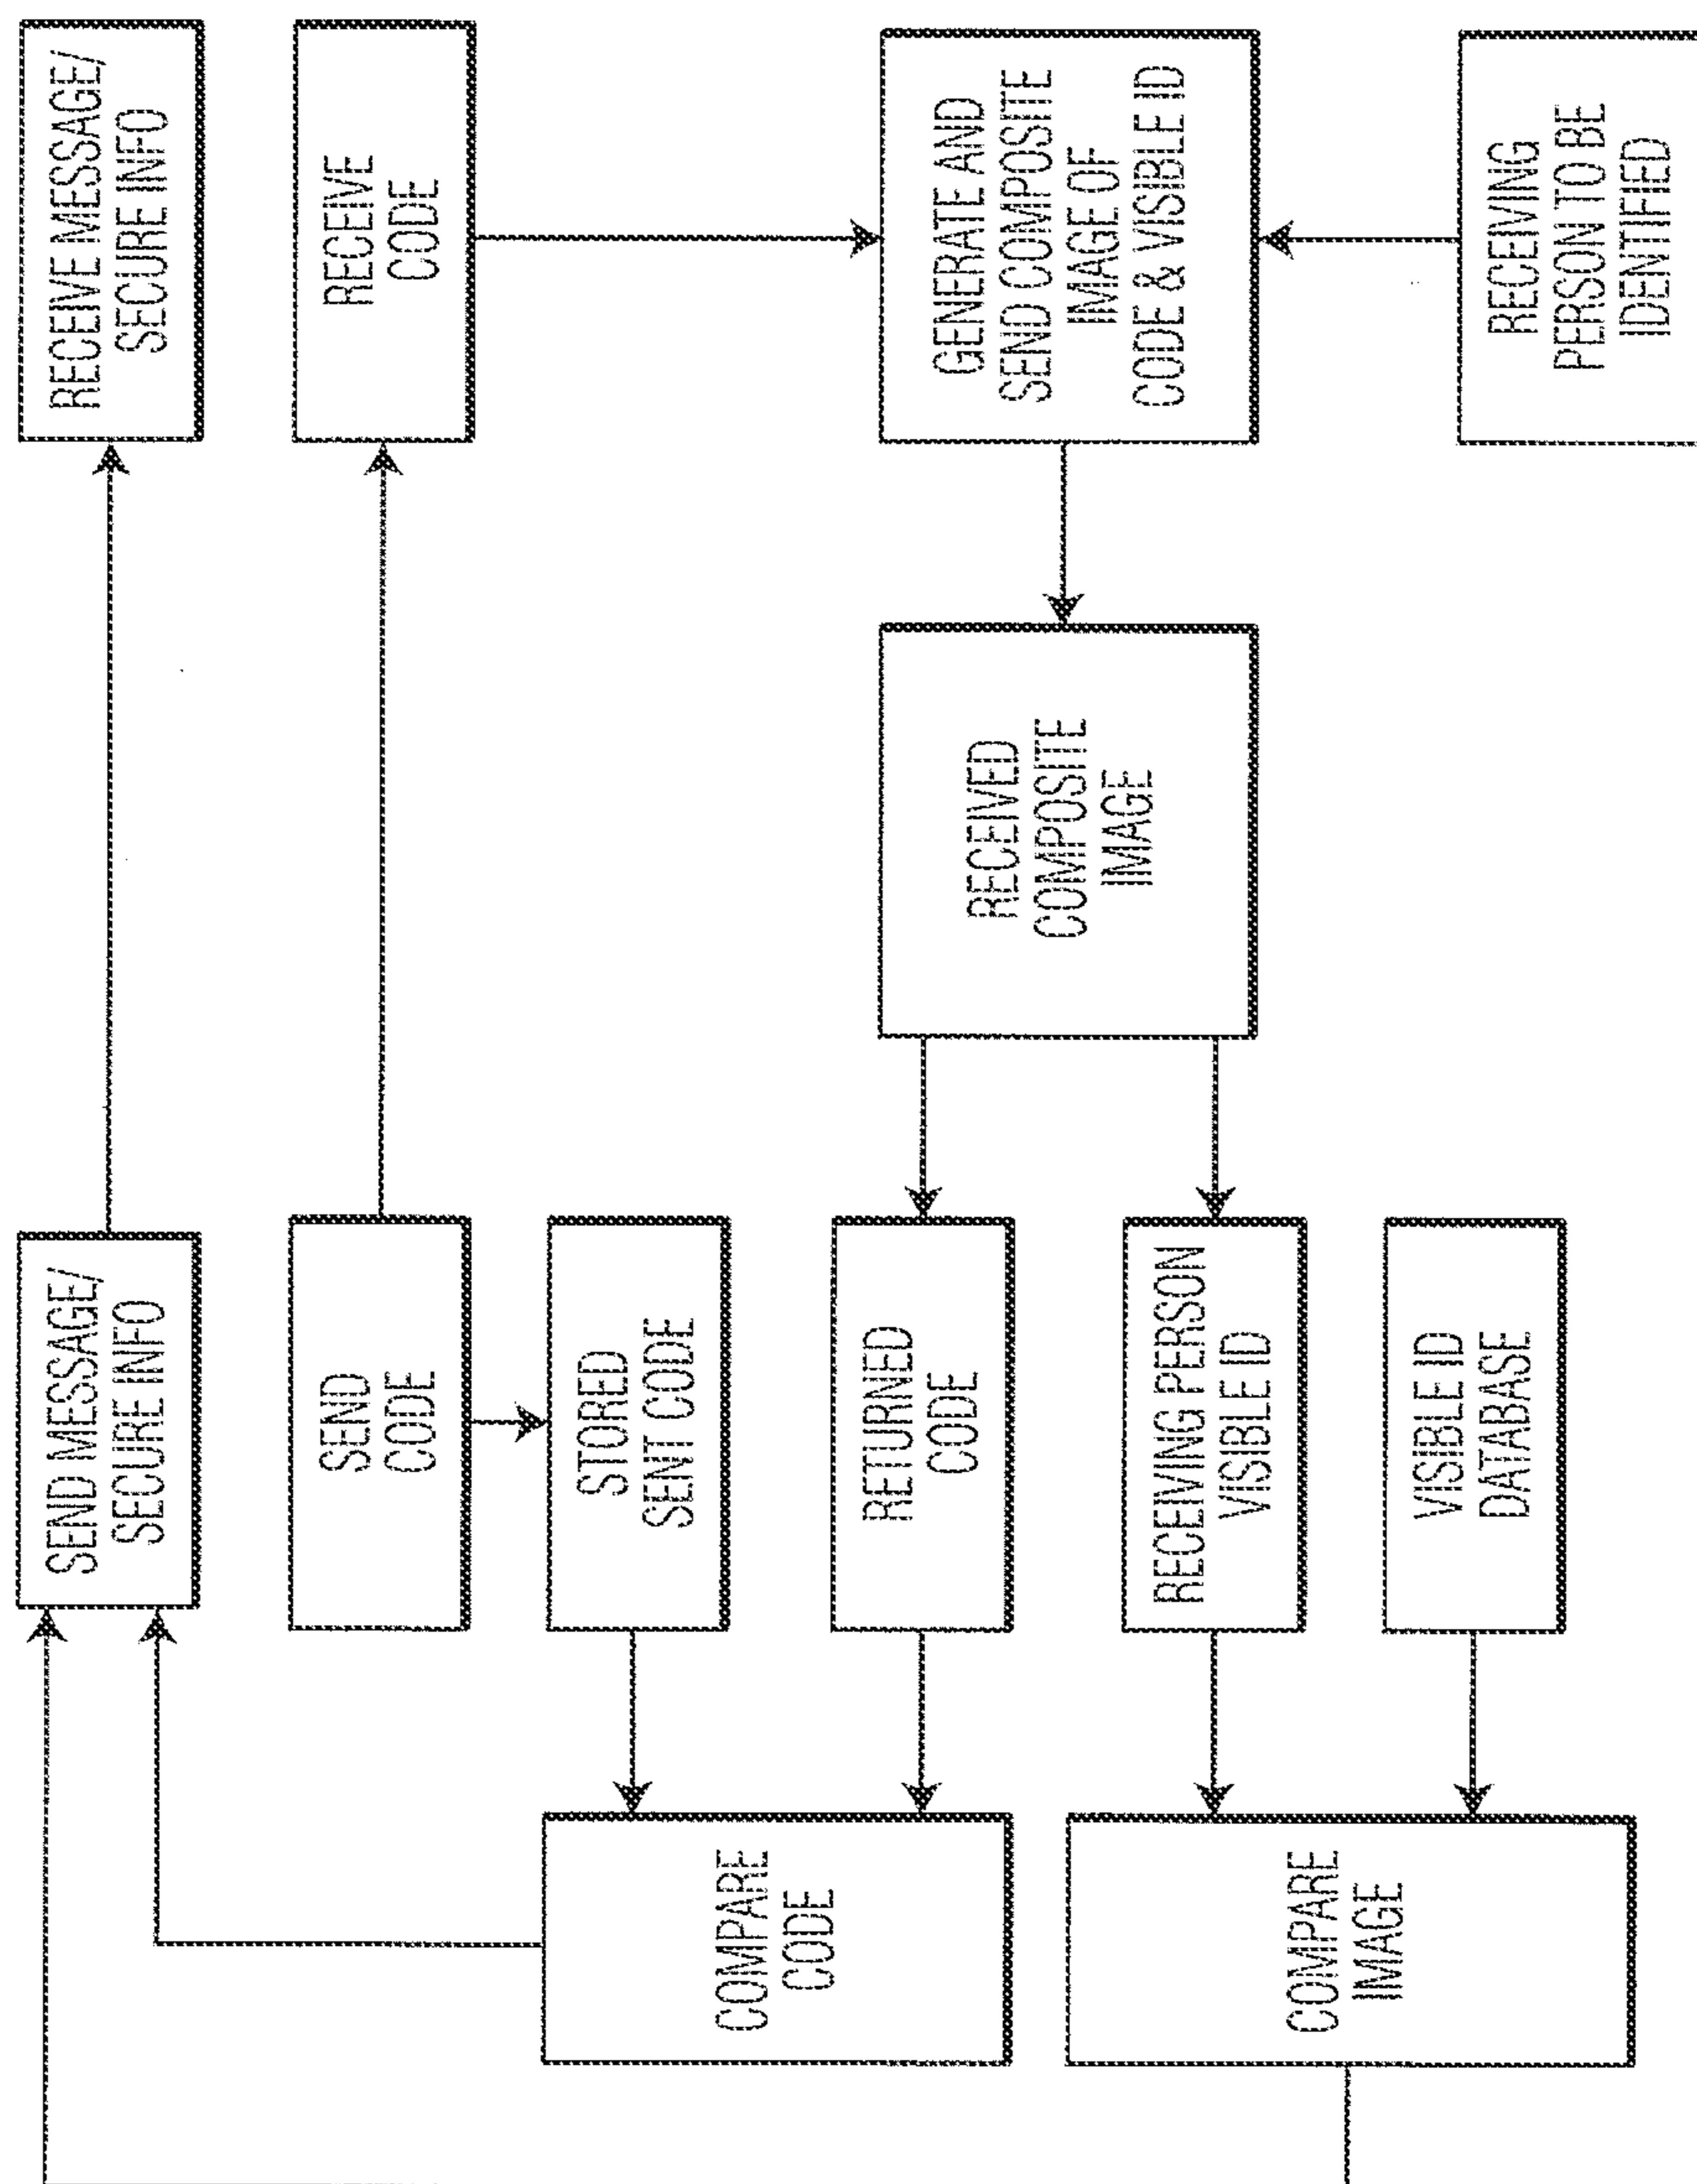 SEND MESSAGE/
SECURE INFO
RECEIVE MESSAGE/
SECURE INFO
SEND
CODE
RECEIVE
CODE
STORED
SENT CODE
COMPARE
CODE
RETURNED
CODE
RECEIVED
COMPOSITE
IMAGE
GENERATE AND
SEND COMPOSITE
IMAGE OF
CODE & VISIBLE ID
COMPARE
IMAGE
RECEIVING PERSON
VISIBLE ID
VISIBLE ID
DATABASE
RECEIVING
PERSON TO BE
IDENTIFIED